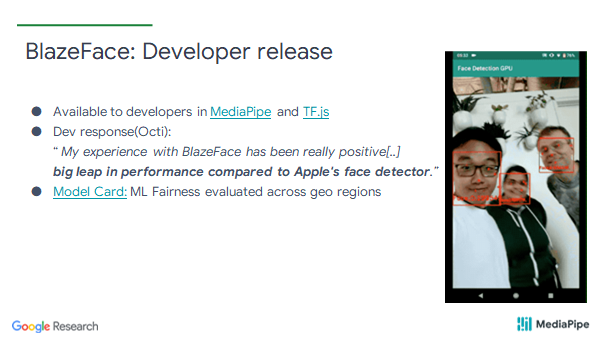 BlazeFace: Developer release
● Available to developers in MediaPipe and TF.js
● Dev response(Octi):
“ My experience with BlazeFace has been really positive[..]
big leap in performance compared to Apple's face detector.”
● Model Card: ML Fairness evaluated across geo regions
76%
Face Detection GPU
Google Research
MediaPipe